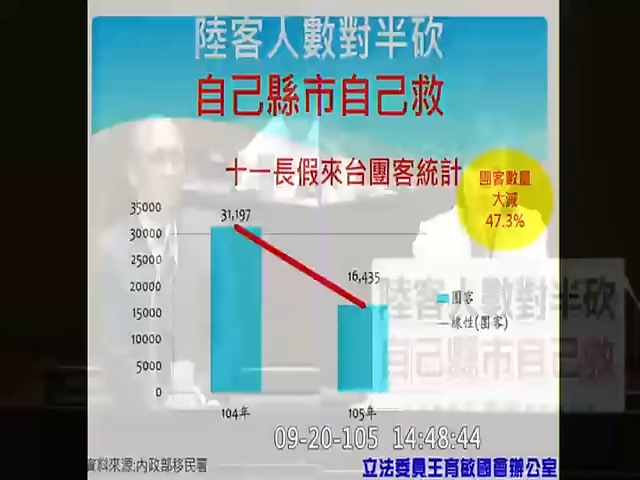 陸客人數對半砍
自己縣市自己救
十一長假來台團客統計
團客數量
大減
47.3%
35000
30000
25000
20000
15000
10000
5000
0
31,197
16,435
104年
105年
團客
線性(團客)
陸客人數對半砍
自己縣市自己救
09-20-105 14:48:44
資料來源:內政部移民署
立法委員王育敏國會辦公室